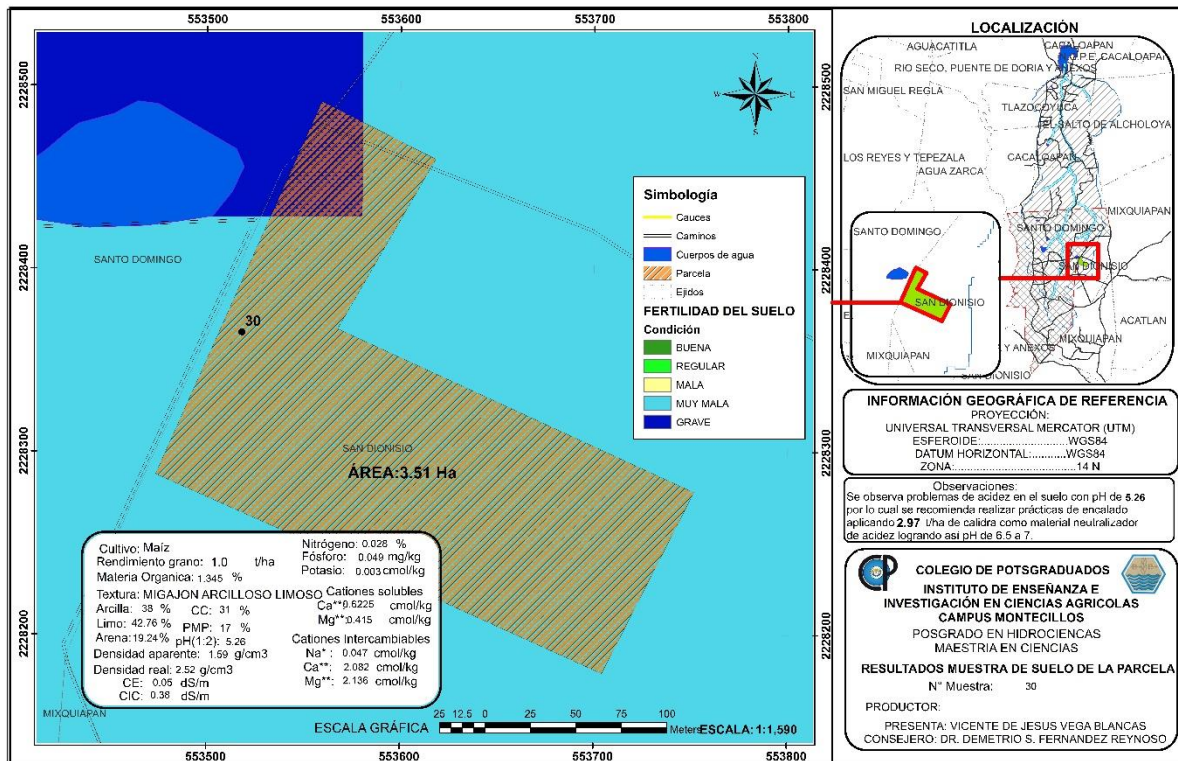 553500
553600
553700
553800
2228500
2228400
2228300
2228200
2228500
2228400
2228300
2228200
N
W
S
SANTO DOMINGO
30
SAN DIONISIO
ÁREA:3.51 Ha
MIXQUIAPAN
Simbología
Cauces
Caminos
Cuerpos de agua
Parcela
Ejidos
FERTILIDAD DEL SUELO
Condición
BUENA
REGULAR
MALA
MUY MALA
GRAVE
Cultivo: Maíz
Rendimiento grano: 1.0 t/ha
Materia Organica: 1.345 %
Nitrógeno: 0.028 %
Fósforo: 0.049 mg/kg
Potasio: 0.003 cmol/kg
Textura: MIGAJON ARCILLOSO LIMOSO
Arcilla: 38 % CC: 31 %
Limo: 42.76 % PMP: 17 %
Arena: 19.24 % pH(1:2): 5.26
Densidad aparente: 1.59 g/cm3
Densidad real: 2.52 g/cm3
CE: 0.05 dS/m
CIC: 0.38 dS/m
Cationes solubles
Ca**: 0.6225 cmol/kg
Mg**: 0.415 cmol/kg
Cationes Intercambiables
Na*: 0.047 cmol/kg
Ca**: 2.082 cmol/kg
Mg**: 2.136 cmol/kg
ESCALA GRÁFICA
25 12.5 0 25 50 75 100
Meters
ESCALA: 1:1,590
553500
553600
553700
553800
LOCALIZACIÓN
AGUACATITLA
CACALOAPAN
CACALOAPAN
RIO SECO, PUENTE DE DORIA Y ANEXOS
SAN MIGUEL REGLA
TLAZOCOYUCA
EL SALTO DE ALCHOLOYA
LOS REYES Y TEPEZALA
CACALOAPAN
AGUA ZARCA
MIXQUIAPAN
SANTO DOMINGO
SAN DIONISIO
ACATLAN
MIXQUIAPAN
Y ANEXOS
SAN DIONISIO
SANTO DOMINGO
SAN DIONISIO
MIXQUIAPAN
INFORMACIÓN GEOGRÁFICA DE REFERENCIA
PROYECCIÓN:
UNIVERSAL TRANSVERSAL MERCATOR (UTM)
ESFEROIDE:.........................WGS84
DATUM HORIZONTAL:..........WGS84
ZONA:......................................14 N
Observaciones:
Se observa problemas de acidez en el suelo con pH de 5.26
por lo cual se recomienda realizar prácticas de encalado
aplicando 2.97 t/ha de calidra como material neutralizador
de acidez logrando así pH de 6.5 a 7.
CP
COLEGIO DE POTSGRADUADOS
INSTITUTO DE ENSEÑANZA E
INVESTIGACIÓN EN CIENCIAS AGRICOLAS
CAMPUS MONTECILLOS
POSGRADO EN HIDROCIENCAS
MAESTRIA EN CIENCIAS
RESULTADOS MUESTRA DE SUELO DE LA PARCELA
N° Muestra: 30
PRODUCTOR:
PRESENTA: VICENTE DE JESUS VEGA BLANCAS
CONSEJERO: DR. DEMETRIO S. FERNANDEZ REYNOSO